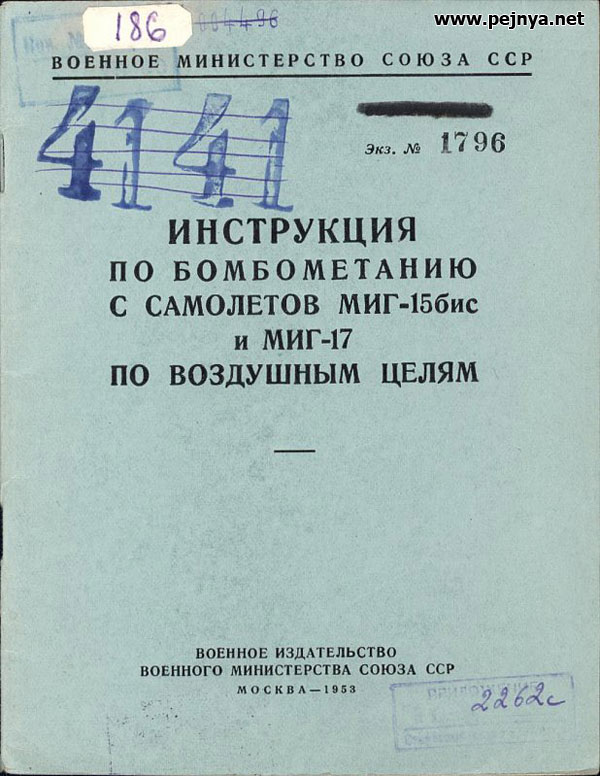 www.pejnya.net
186
004496
ВОЕННОЕ МИНИСТЕРСТВО СОЮЗА ССР
4141
Экз. № 1796
ИНСТРУКЦИЯ
ПО БОМБОМЕТАНИЮ
С САМОЛЕТОВ МИГ-15бис
и МИГ-17
ПО ВОЗДУШНЫМ ЦЕЛЯМ
ВОЕННОЕ ИЗДАТЕЛЬСТВО
ВОЕННОГО МИНИСТЕРСТВА СОЮЗА ССР
МОСКВА—1953
2262с